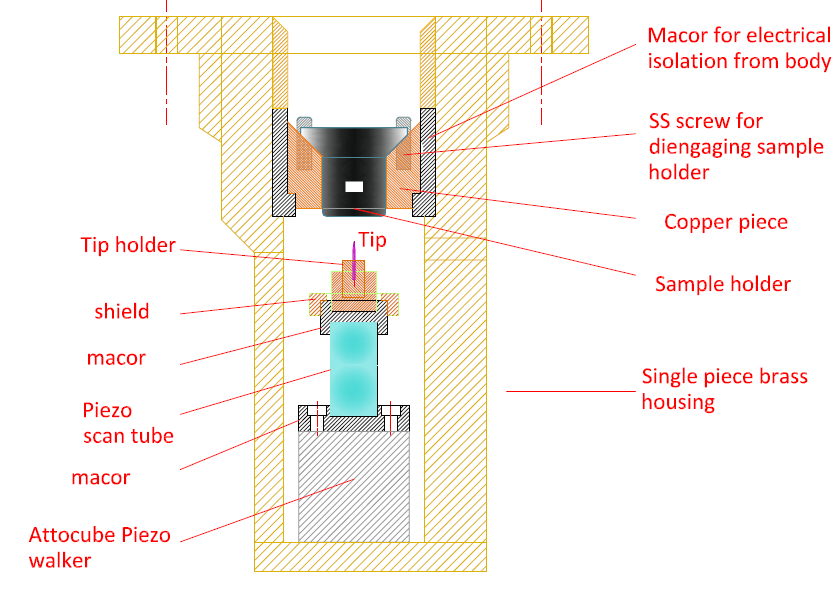 Macor for electrical
isolation from body
SS screw for
diengaging sample
holder
Copper piece
Tip holder
Tip
Sample holder
shield
macor
Single piece brass
housing
Piezo
scan tube
macor
Attocube Piezo
walker